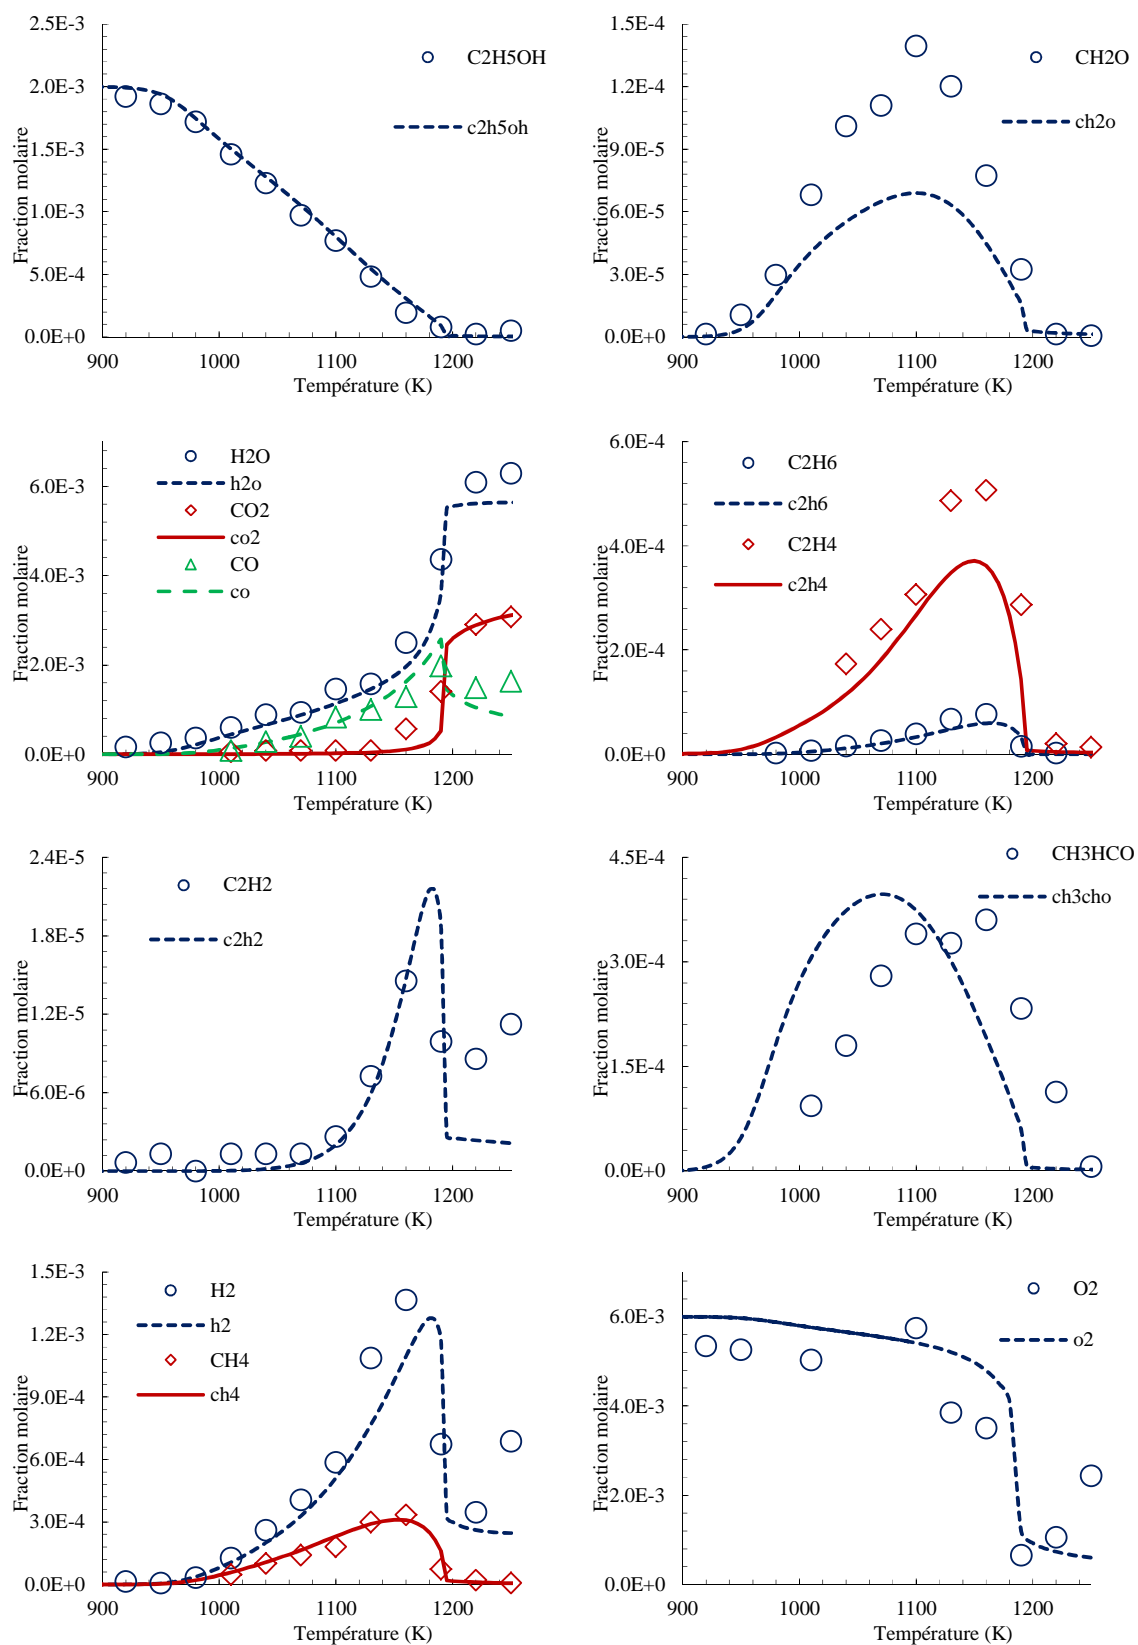 2.5E-3
2.0E-3
1.5E-3
1.0E-3
5.0E-4
0.0E+0
900 1000 1100 1200
Fraction molaire
Température (K)
C2H5OH
c2h5oh
1.5E-4
1.2E-4
9.0E-5
6.0E-5
3.0E-5
0.0E+0
900 1000 1100 1200
Fraction molaire
Température (K)
CH2O
ch2o
6.0E-3
4.0E-3
2.0E-3
0.0E+0
900 1000 1100 1200
Fraction molaire
Température (K)
H2O
h2o
CO2
co2
CO
co
6.0E-4
4.0E-4
2.0E-4
0.0E+0
900 1000 1100 1200
Fraction molaire
Température (K)
C2H6
c2h6
C2H4
c2h4
2.4E-5
1.8E-5
1.2E-5
6.0E-6
0.0E+0
900 1000 1100 1200
Fraction molaire
Température (K)
C2H2
c2h2
4.5E-4
3.0E-4
1.5E-4
0.0E+0
900 1000 1100 1200
Fraction molaire
Température (K)
CH3HCO
ch3cho
1.5E-3
1.2E-3
9.0E-4
6.0E-4
3.0E-4
0.0E+0
900 1000 1100 1200
Fraction molaire
Température (K)
H2
h2
CH4
ch4
6.0E-3
4.0E-3
2.0E-3
0.0E+0
900 1000 1100 1200
Fraction molaire
Température (K)
O2
o2